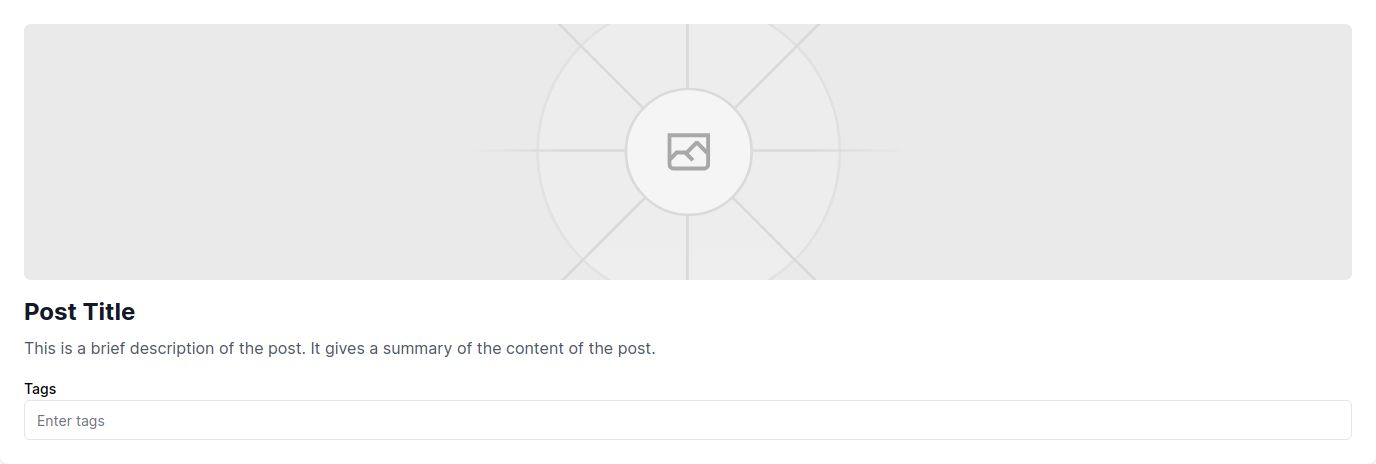 Post Title
This is a brief description of the post. It gives a summary of the content of the post.
Tags
Enter tags